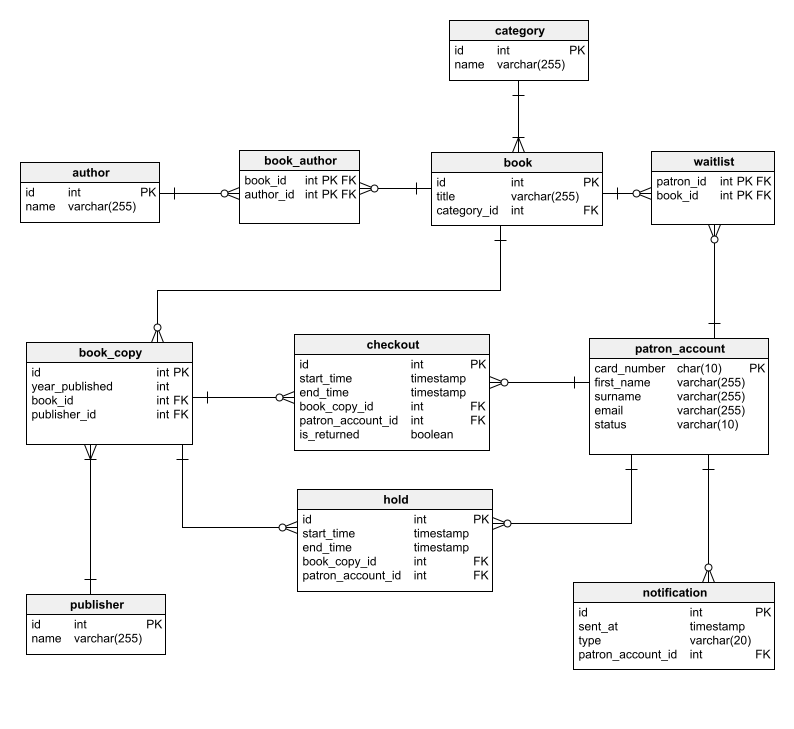 category
id int PK
name varchar(255)
author
id int PK
name varchar(255)
book_author
book_id int PK FK
author_id int PK FK
book
id int PK
title varchar(255)
category_id int FK
waitlist
patron_id int PK FK
book_id int PK FK
book_copy
id int PK
year_published int
book_id int FK
publisher_id int FK
checkout
id int PK
start_time timestamp
end_time timestamp
book_copy_id int FK
patron_account_id int FK
is_returned boolean
patron_account
card_number char(10) PK
first_name varchar(255)
surname varchar(255)
email varchar(255)
status varchar(10)
hold
id int PK
start_time timestamp
end_time timestamp
book_copy_id int FK
patron_account_id int FK
publisher
id int PK
name varchar(255)
notification
id int PK
sent_at timestamp
type varchar(20)
patron_account_id int FK